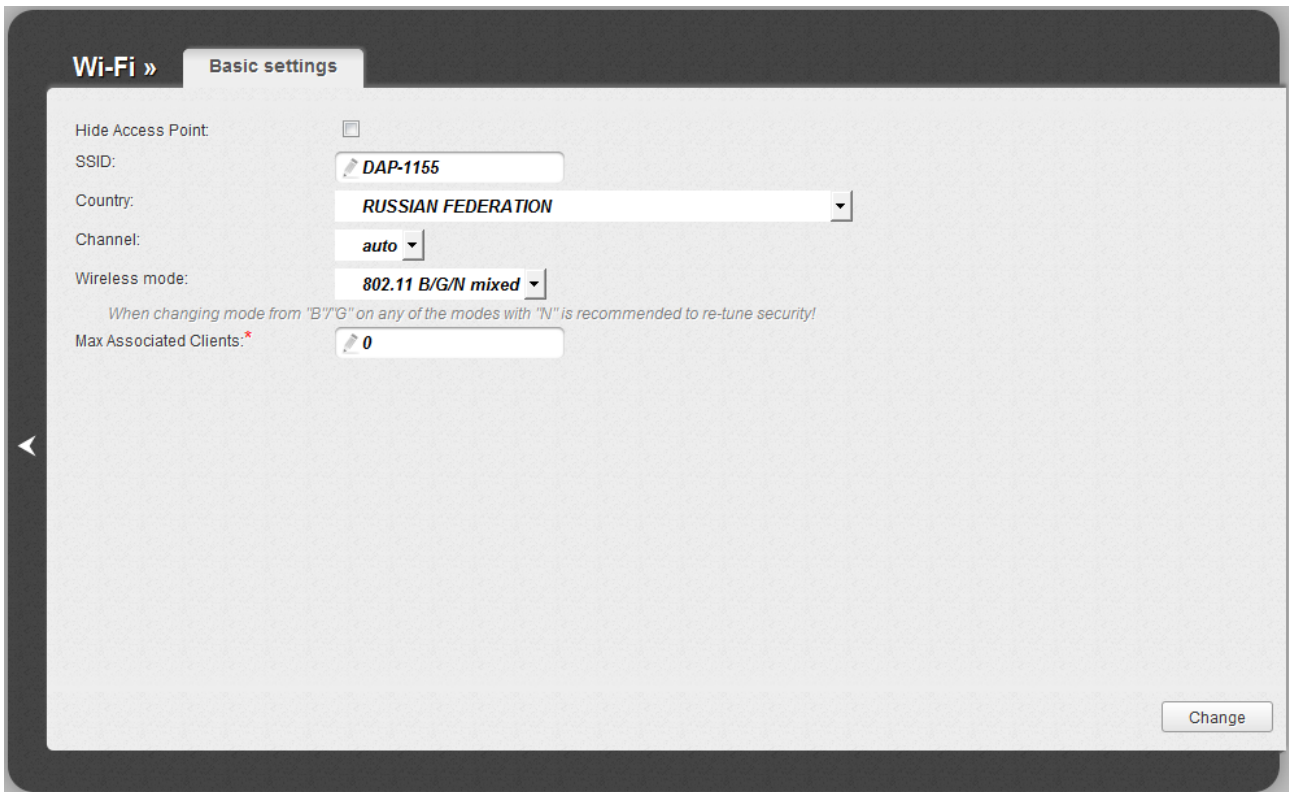 Wi-Fi » Basic settings
Hide Access Point:
SSID: DAP-1155
Country: RUSSIAN FEDERATION
Channel: auto
Wireless mode: 802.11 B/G/N mixed
When changing mode from "B"/"G" on any of the modes with "N" is recommended to re-tune security!
Max Associated Clients:* 0
Change